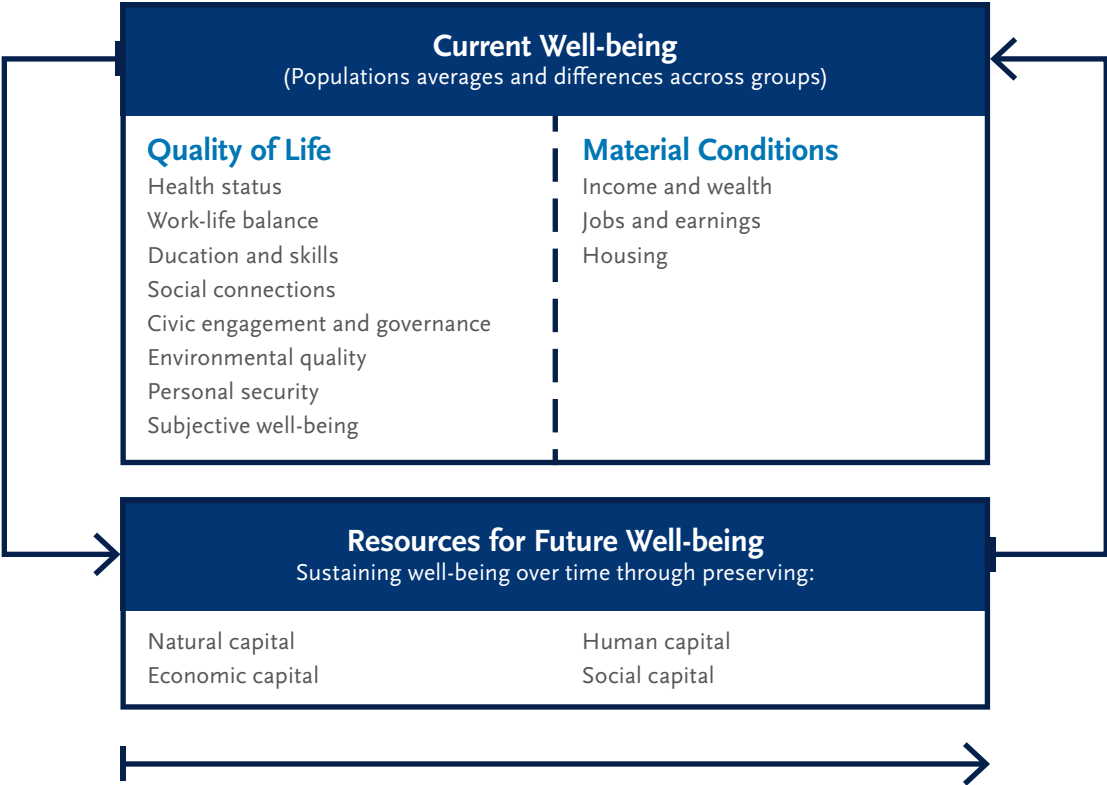 Current Well-being
(Populations averages and differences accross groups)
Quality of Life
Health status
Work-life balance
Ducation and skills
Social connections
Civic engagement and governance
Environmental quality
Personal security
Subjective well-being
Material Conditions
Income and wealth
Jobs and earnings
Housing
Resources for Future Well-being
Sustaining well-being over time through preserving:
Natural capital
Economic capital
Human capital
Social capital